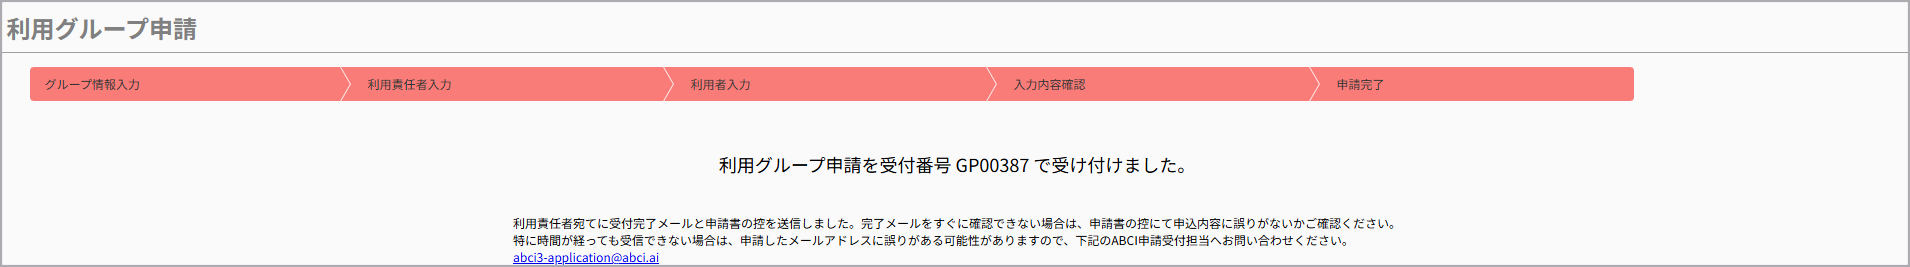 利用グループ申請
グループ情報入力
利用責任者入力
利用者入力
入力内容確認
申請完了
利用グループ申請を受付番号 GP00387 で受け付けました。
利用責任者宛てに受付完了メールと申請書の控を送信しました。完了メールをすぐに確認できない場合は、申請書の控にて申込内容に誤りがないかご確認ください。
特に時間が経っても受信できない場合は、申請したメールアドレスに誤りがある可能性がありますので、下記のABCI申請受付担当へお問い合わせください。
abci3-application@abci.ai